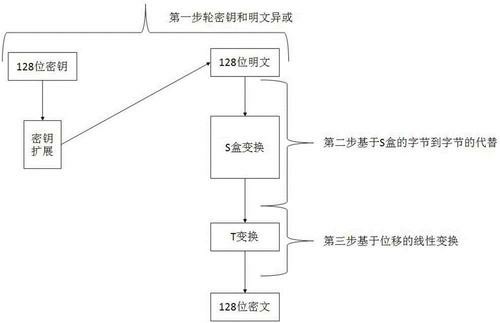 第一步轮密钥和明文异或
128位密钥
128位明文
密钥
扩展
S盒变换
第二步基于S盒的字节到字节的代替
T变换
第三步基于位移的线性变换
128位密文